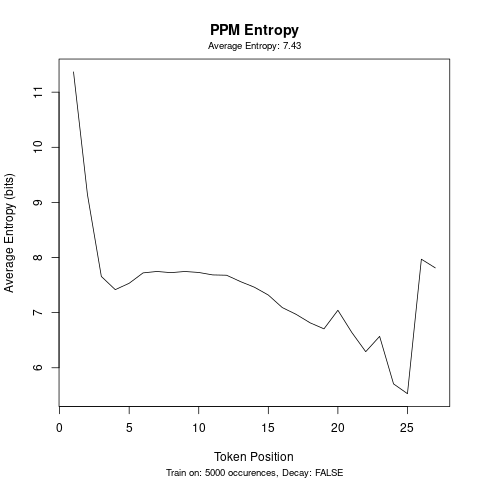 PPM Entropy
Average Entropy: 7.43
Average Entropy (bits)
11
10
9
8
7
6
0 5 10 15 20 25
Token Position
Train on: 5000 occurences, Decay: FALSE